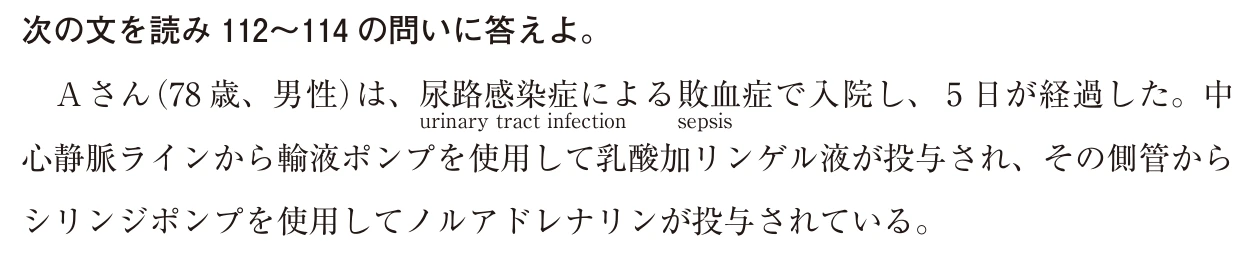 次の文を読み 112～114 の問いに答えよ。
Ａさん(78 歳、男性)は、尿路感染症による敗血症で入院し、５日が経過した。中
urinary tract infection sepsis
心静脈ラインから輸液ポンプを使用して乳酸加リンゲル液が投与され、その側管から
シリンジポンプを使用してノルアドレナリンが投与されている。